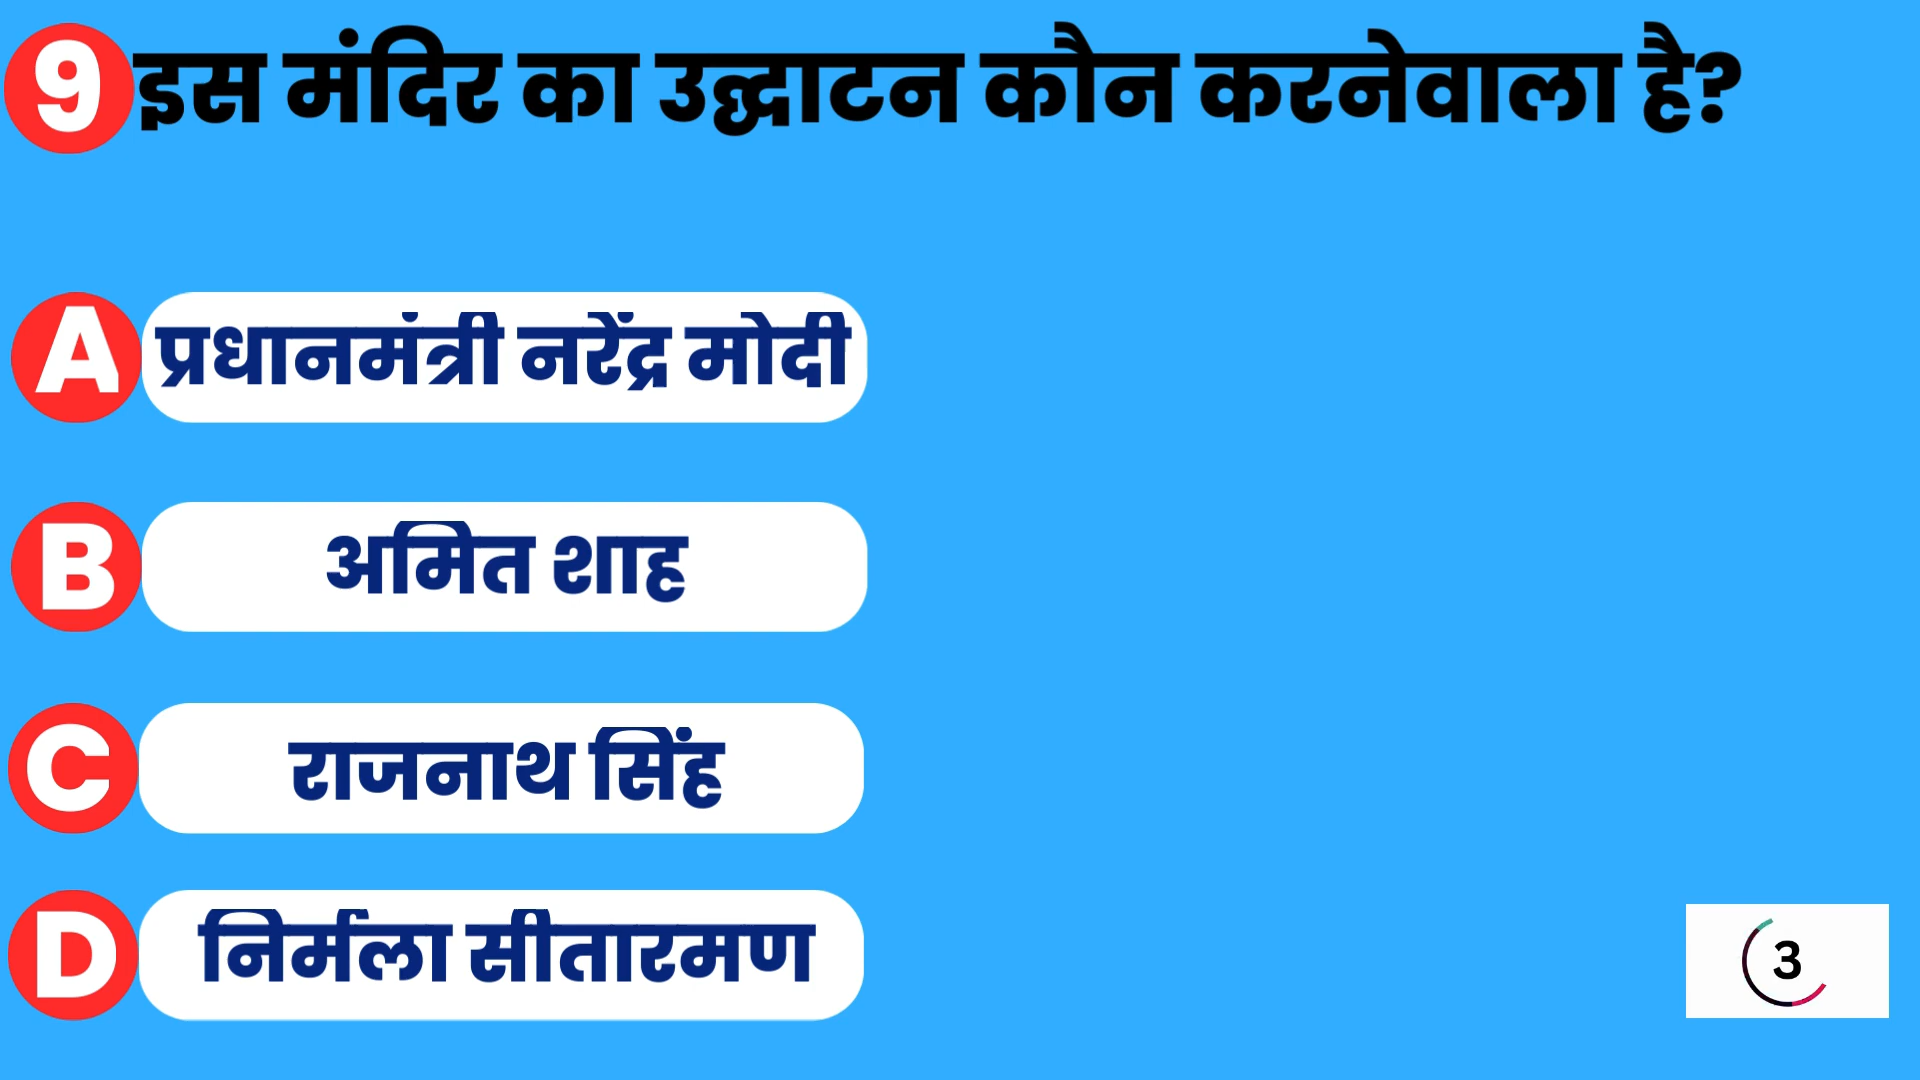 9 इस मंदिर का उद्घाटन कौन करनेवाला है?
A प्रधानमंत्री नरेंद्र मोदी
B अमित शाह
C राजनाथ सिंह
D निर्मला सीतारमण
3